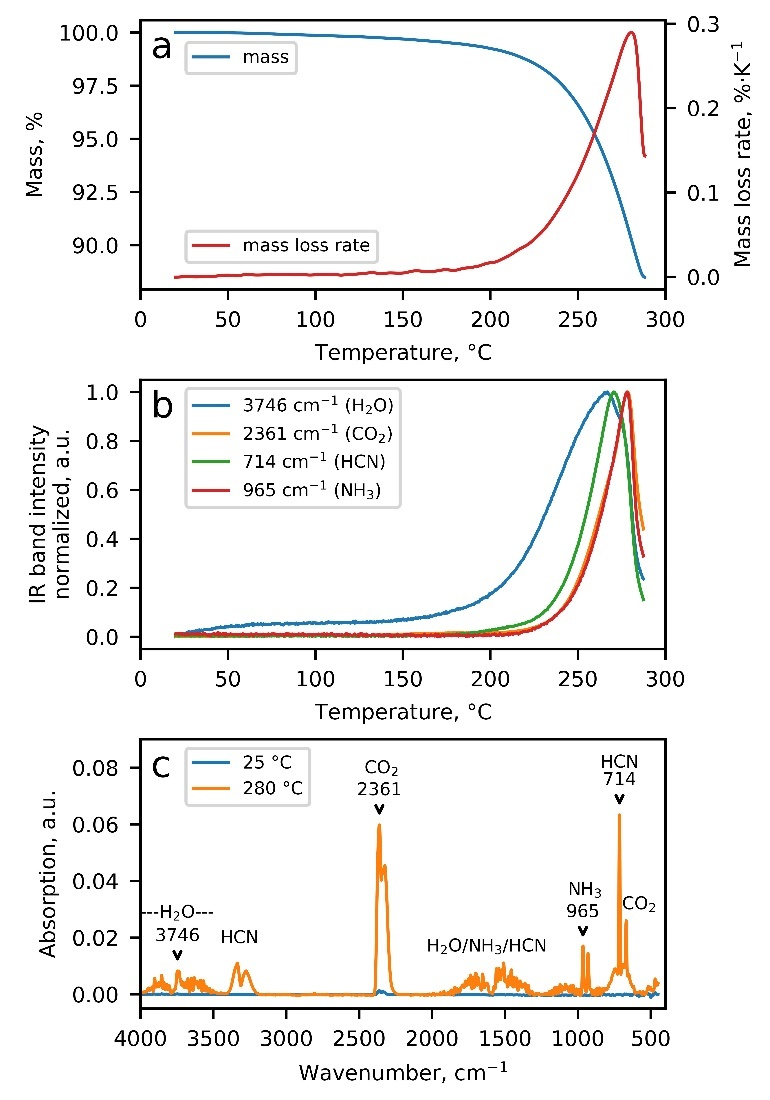 a
mass
mass loss rate
100.0
97.5
95.0
92.5
90.0
Mass, %
0.3
0.2
0.1
0.0
Mass loss rate, %·K⁻¹
0 50 100 150 200 250 300
Temperature, °C
b
3746 cm⁻¹ (H₂O)
2361 cm⁻¹ (CO₂)
714 cm⁻¹ (HCN)
965 cm⁻¹ (NH₃)
1.0
0.8
0.6
0.4
0.2
0.0
IR band intensity
normalized, a.u.
0 50 100 150 200 250 300
Temperature, °C
c
25 °C
280 °C
CO₂
2361
HCN
714
---H₂O---
3746
HCN
H₂O/NH₃/HCN
NH₃
965
CO₂
0.08
0.06
0.04
0.02
0.00
Absorption, a.u.
4000 3500 3000 2500 2000 1500 1000 500
Wavenumber, cm⁻¹